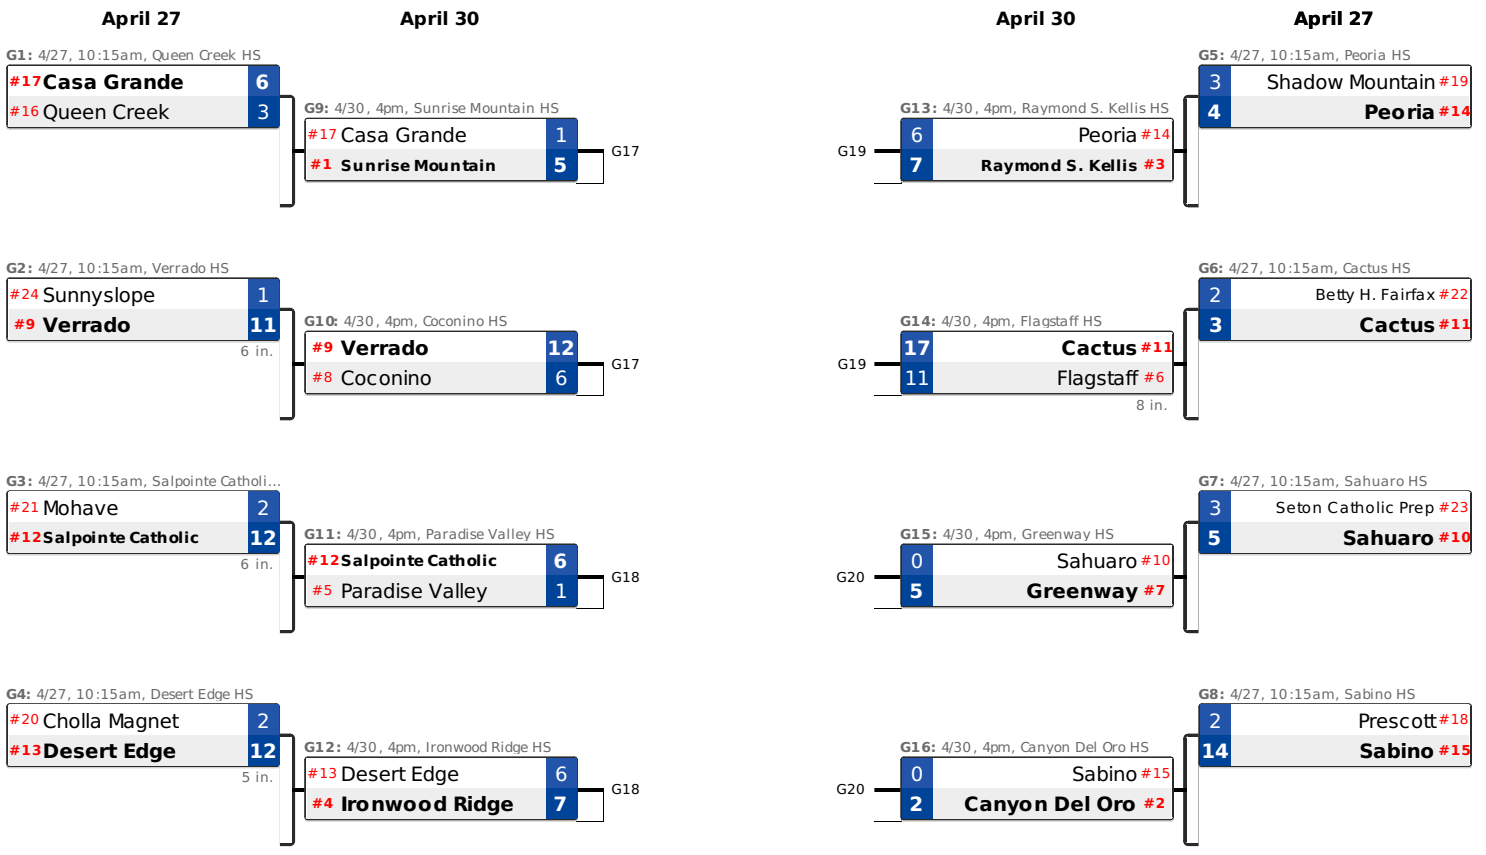 April 27
April 30
April 30
April 27
G1: 4/27, 10:15am, Queen Creek HS
#17 Casa Grande 6
#16 Queen Creek 3
G9: 4/30, 4pm, Sunrise Mountain HS
#17 Casa Grande 1
#1 Sunrise Mountain 5
G17
G2: 4/27, 10:15am, Verrado HS
#24 Sunnyslope 1
#9 Verrado 11
6 in.
G10: 4/30, 4pm, Coconino HS
#9 Verrado 12
#8 Coconino 6
G17
G3: 4/27, 10:15am, Salpointe Catholi...
#21 Mohave 2
#12 Salpointe Catholic 12
6 in.
G11: 4/30, 4pm, Paradise Valley HS
#12 Salpointe Catholic 6
#5 Paradise Valley 1
G18
G4: 4/27, 10:15am, Desert Edge HS
#20 Cholla Magnet 2
#13 Desert Edge 12
5 in.
G12: 4/30, 4pm, Ironwood Ridge HS
#13 Desert Edge 6
#4 Ironwood Ridge 7
G18
G13: 4/30, 4pm, Raymond S. Kellis HS
6 Peoria #14
7 Raymond S. Kellis #3
G19
G5: 4/27, 10:15am, Peoria HS
3 Shadow Mountain #19
4 Peoria #14
G14: 4/30, 4pm, Flagstaff HS
17 Cactus #11
11 Flagstaff #6
8 in.
G19
G6: 4/27, 10:15am, Cactus HS
2 Betty H. Fairfax #22
3 Cactus #11
G15: 4/30, 4pm, Greenway HS
0 Sahuaro #10
5 Greenway #7
G20
G7: 4/27, 10:15am, Sahuaro HS
3 Seton Catholic Prep #23
5 Sahuaro #10
G16: 4/30, 4pm, Canyon Del Oro HS
0 Sabino #15
2 Canyon Del Oro #2
G20
G8: 4/27, 10:15am, Sabino HS
2 Prescott #18
14 Sabino #15